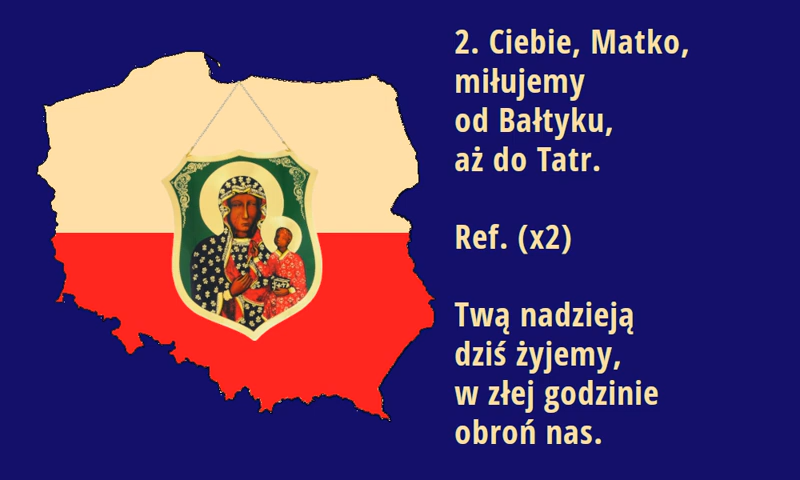 2. Ciebie, Matko,
miłujemy
od Bałtyku,
aż do Tatr.
Ref. (x2)
Twą nadzieją
dziś żyjemy,
w złej godzinie
obroń nas.